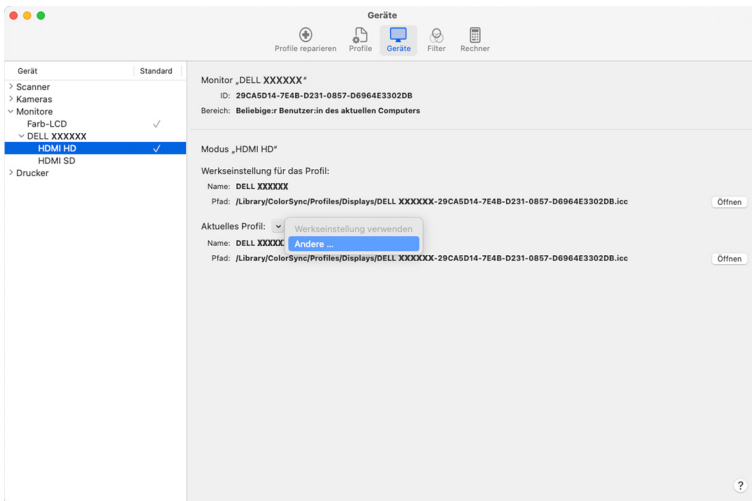 Geräte
Profile reparieren Profile Geräte Filter Rechner
Gerät Standard
Scanner
Kameras
Monitore
Farb-LCD
DELL XXXXXX
HDMI HD
HDMI SD
Drucker
Monitor „DELL XXXXXX“
ID: 29CA5D14-7E4B-D231-0857-D6964E3302DB
Bereich: Beliebige:r Benutzer:in des aktuellen Computers
Modus „HDMI HD“
Werkseinstellung für das Profil:
Name: DELL XXXXXX
Pfad: /Library/ColorSync/Profiles/Displays/DELL XXXXXX-29CA5D14-7E4B-D231-0857-D6964E3302DB.icc Öffnen
Aktuelles Profil: Werkseinstellung verwenden
Name: DELL XXXXX Andere ...
Pfad: /Library/ColorSync/Profiles/Displays/DELL XXXXXX-29CA5D14-7E4B-D231-0857-D6964E3302DB.icc Öffnen
?